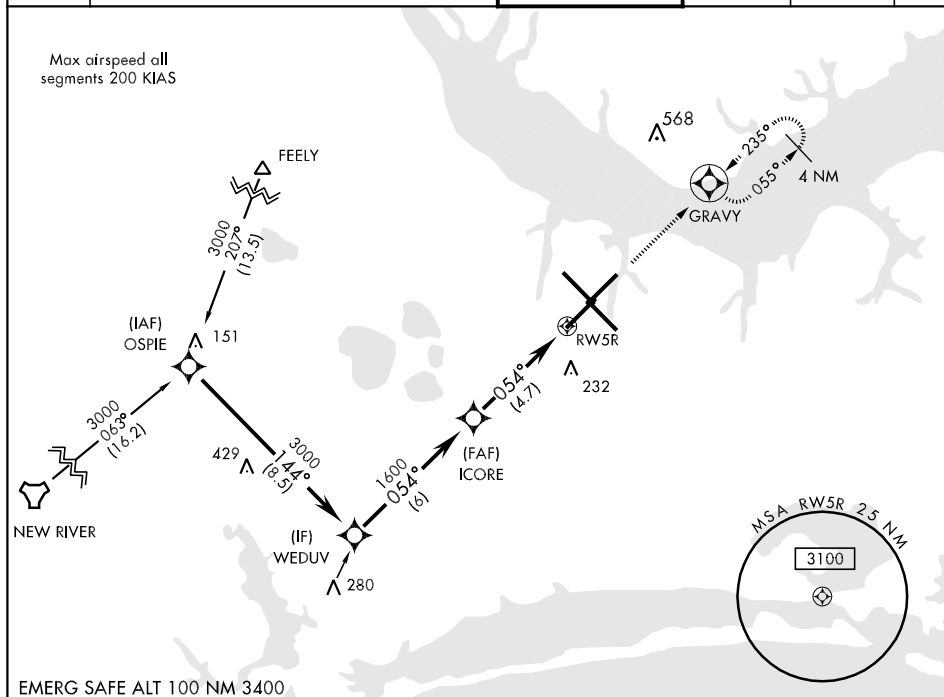 Max airspeed all
segments 200 KIAS
568
235°
055°
4 NM
GRAVY
FEELY
3000
207°
(13.5)
(IAF)
OSPIE
151
RW5R
232
3000
063°
(16.2)
054°
(4.7)
429
3000
144°
(8.5)
(FAF)
ICORE
1600
054°
(6)
NEW RIVER
(IF)
WEDUV
280
MSA RW5R 25 NM
3100
EMERG SAFE ALT 100 NM 3400